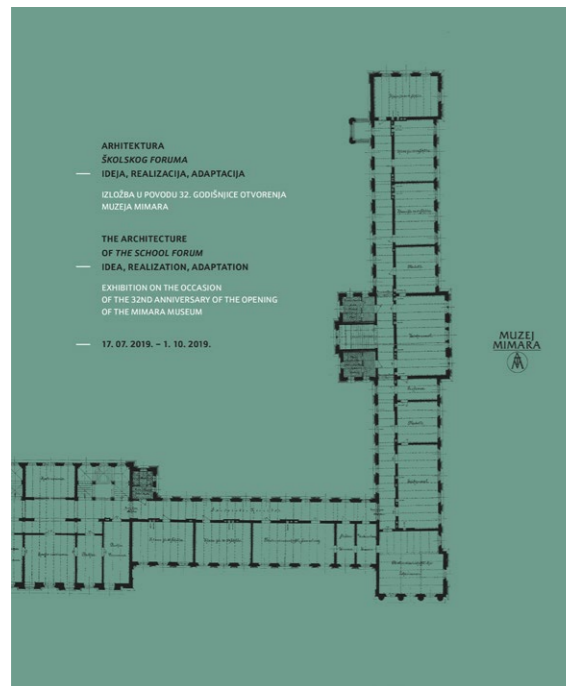 ARHITEKTURA
ŠKOLSKOG FORUMA
IDEJA, REALIZACIJA, ADAPTACIJA
IZLOŽBA U POVODU 32. GODIŠNJICE OTVORENJA
MUZEJA MIMARA
THE ARCHITECTURE
OF THE SCHOOL FORUM
IDEA, REALIZATION, ADAPTATION
EXHIBITION ON THE OCCASION
OF THE 32ND ANNIVERSARY OF THE OPENING
OF THE MIMARA MUSEUM
17. 07. 2019. – 1. 10. 2019.
MUZEJ
MIMARA